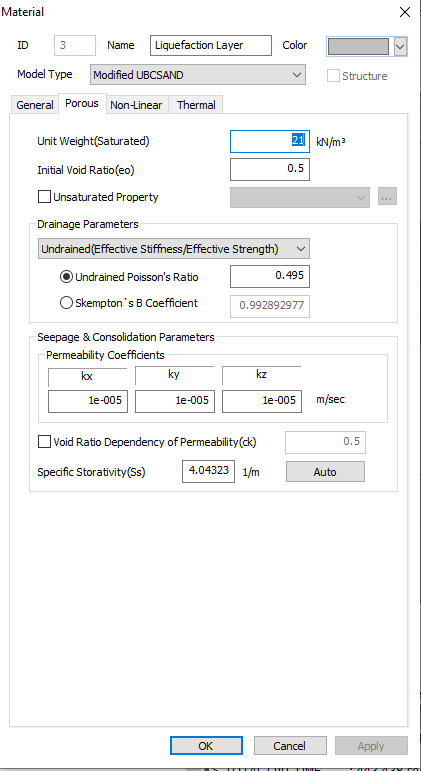 Material
ID 3 Name Liquefaction Layer Color
Model Type Modified UBCSAND Structure
General Porous Non-Linear Thermal
Unit Weight(Saturated) 21 kN/m³
Initial Void Ratio(eo) 0.5
Unsaturated Property ...
Drainage Parameters
Undrained(Effective Stiffness/Effective Strength)
Undrained Poisson's Ratio 0.495
Skempton`s B Coefficient 0.992892977
Seepage & Consolidation Parameters
Permeability Coefficients
kx ky kz
1e-005 1e-005 1e-005 m/sec
Void Ratio Dependency of Permeability(ck) 0.5
Specific Storativity(Ss) 4.04323 1/m Auto
OK Cancel Apply